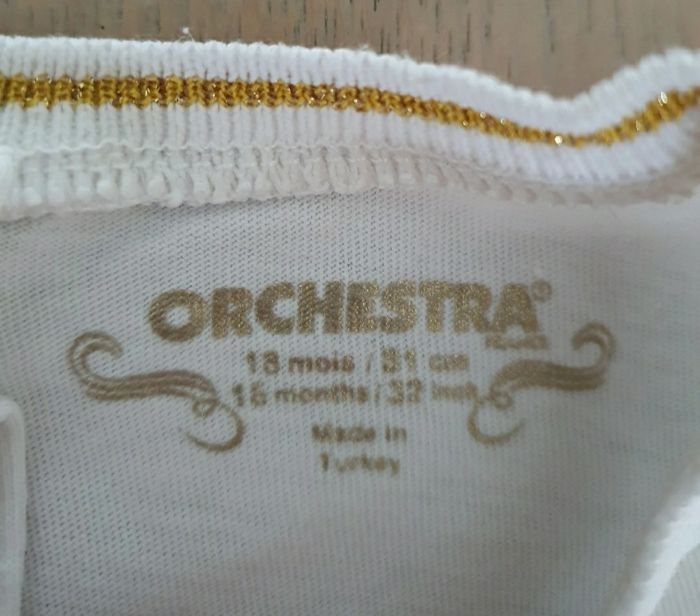 ORCHESTRA®
18 mois / 81 cm
18 months / 32 inch
Made in
Turkey